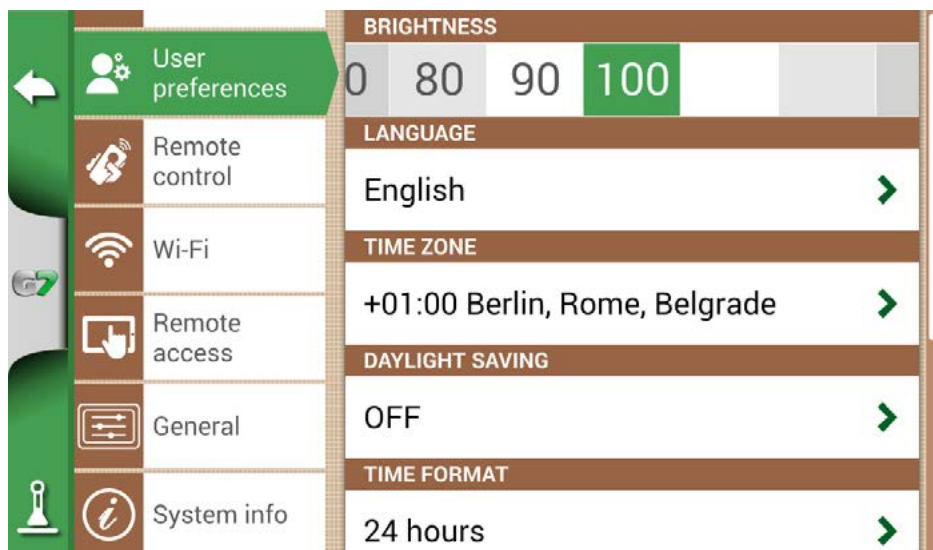 User
preferences
Remote
control
Wi-Fi
Remote
access
General
System info
G7
BRIGHTNESS
0 80 90 100
LANGUAGE
English
TIME ZONE
+01:00 Berlin, Rome, Belgrade
DAYLIGHT SAVING
OFF
TIME FORMAT
24 hours